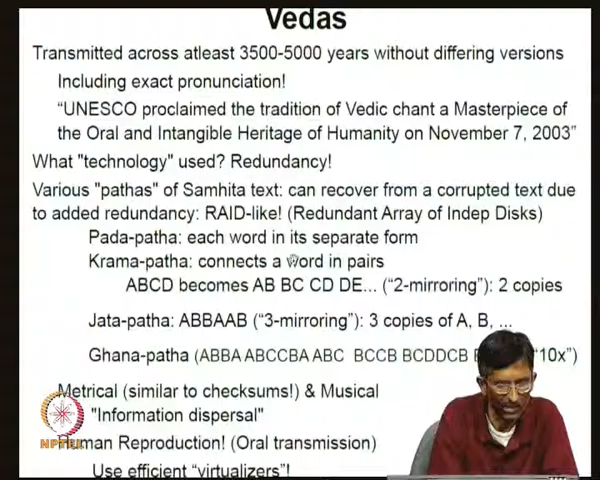 Vedas
Transmitted across atleast 3500-5000 years without differing versions
Including exact pronunciation!
“UNESCO proclaimed the tradition of Vedic chant a Masterpiece of
the Oral and Intangible Heritage of Humanity on November 7, 2003”
What "technology" used? Redundancy!
Various "pathas" of Samhita text: can recover from a corrupted text due
to added redundancy: RAID-like! (Redundant Array of Indep Disks)
Pada-patha: each word in its separate form
Krama-patha: connects a word in pairs
ABCD becomes AB BC CD DE... (“2-mirroring”): 2 copies
Jata-patha: ABBAAB (“3-mirroring”): 3 copies of A, B, ...
Ghana-patha (ABBA ABCCBA ABC BCCB BCDDCB “10x”)
Metrical (similar to checksums!) & Musical
"Information dispersal"
Human Reproduction! (Oral transmission)
Use efficient “virtualizers”!
NPTEL